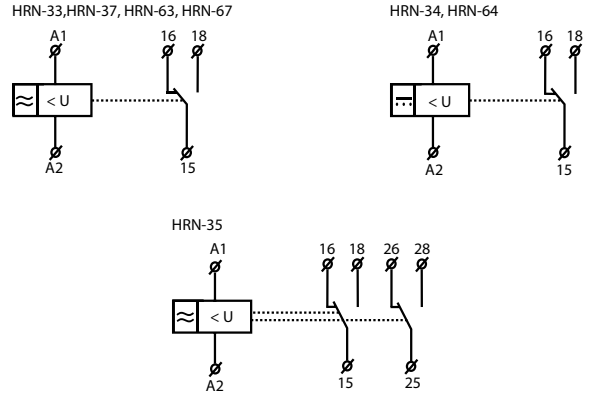 HRN-33,HRN-37, HRN-63, HRN-67
A1 16 18
< U
A2 15
HRN-34, HRN-64
A1 16 18
< U
A2 15
HRN-35
A1 16 18 26 28
< U
A2 15 25